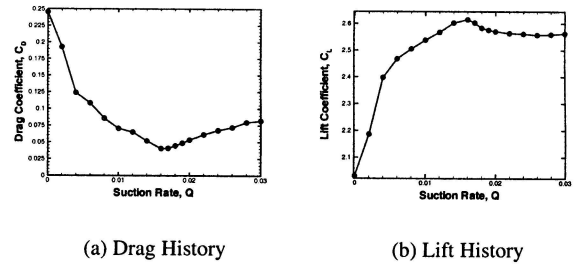 0.25
0.225
0.2
0.175
0.15
0.125
0.1
0.075
0.05
0.025
0
Drag Coefficient, C_D
0 0.01 0.02 0.03
Suction Rate, Q
2.6
2.5
2.4
2.3
2.2
2.1
Lift Coefficient, C_L
0 0.01 0.02 0.03
Suction Rate, Q
(a) Drag History
(b) Lift History